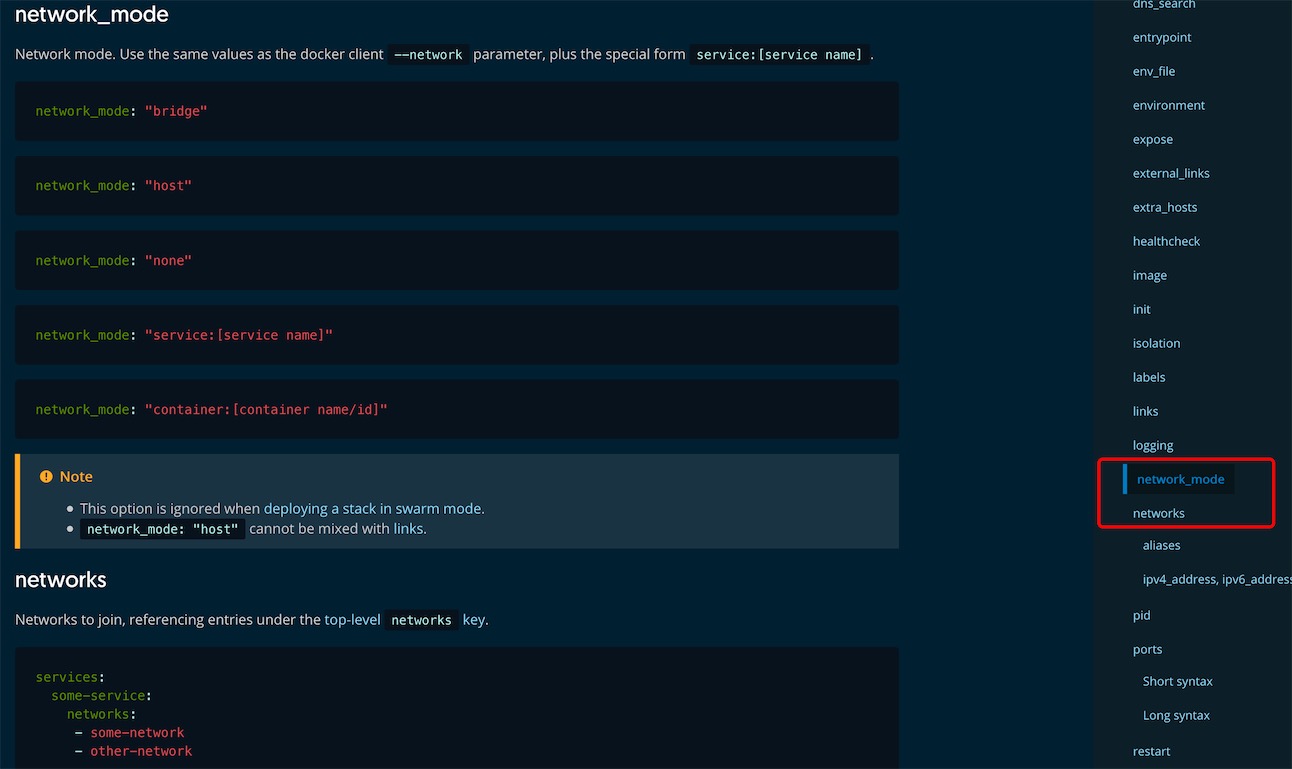 network_mode
Network mode. Use the same values as the docker client --network parameter, plus the special form service:[service name] .
network_mode: "bridge"
network_mode: "host"
network_mode: "none"
network_mode: "service:[service name]"
network_mode: "container:[container name/id]"
Note
This option is ignored when deploying a stack in swarm mode.
network_mode: "host" cannot be mixed with links.
networks
Networks to join, referencing entries under the top-level networks key.
services:
some-service:
networks:
- some-network
- other-network
dns_search
entrypoint
env_file
environment
expose
external_links
extra_hosts
healthcheck
image
init
isolation
labels
links
logging
network_mode
networks
aliases
ipv4_address, ipv6_address
pid
ports
Short syntax
Long syntax
restart